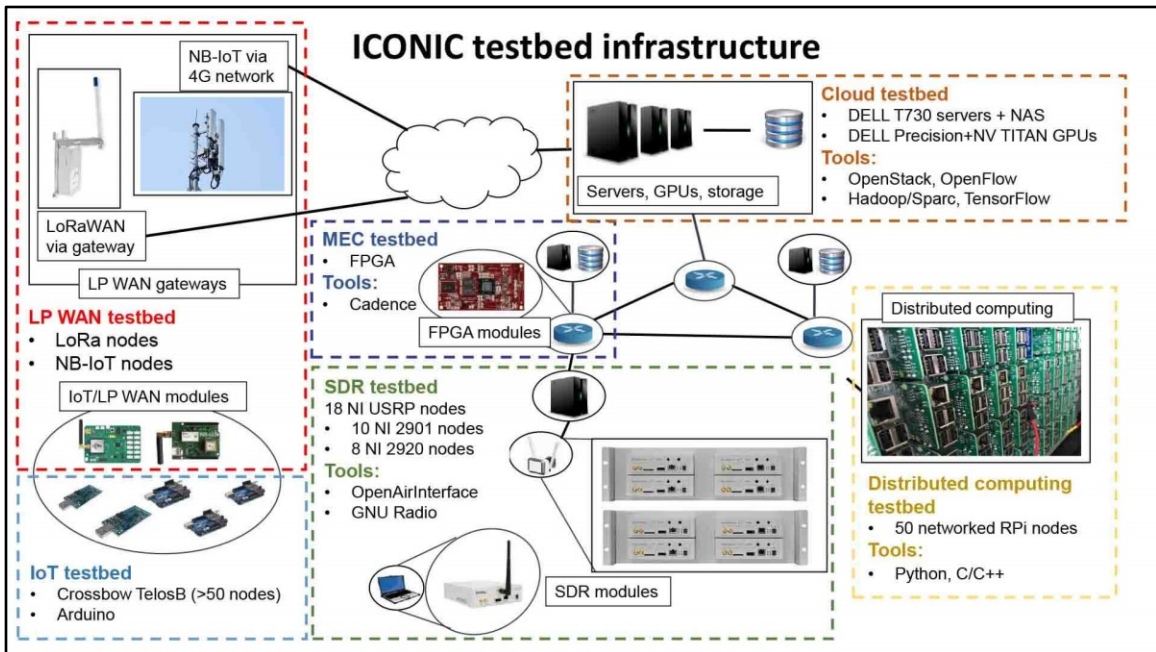 ICONIC testbed infrastructure
NB-IoT via
4G network
LoRaWAN
via gateway
LP WAN gateways
LP WAN testbed
• LoRa nodes
• NB-IoT nodes
IoT/LP WAN modules
IoT testbed
• Crossbow TelosB (>50 nodes)
• Arduino
Servers, GPUs, storage
Cloud testbed
• DELL T730 servers + NAS
• DELL Precision+NV TITAN GPUs
Tools:
• OpenStack, OpenFlow
• Hadoop/Sparc, TensorFlow
MEC testbed
• FPGA
Tools:
• Cadence
FPGA modules
SDR testbed
18 NI USRP nodes
• 10 NI 2901 nodes
• 8 NI 2920 nodes
Tools:
• OpenAirInterface
• GNU Radio
SDR modules
Distributed computing
Distributed computing
testbed
• 50 networked RPi nodes
Tools:
• Python, C/C++